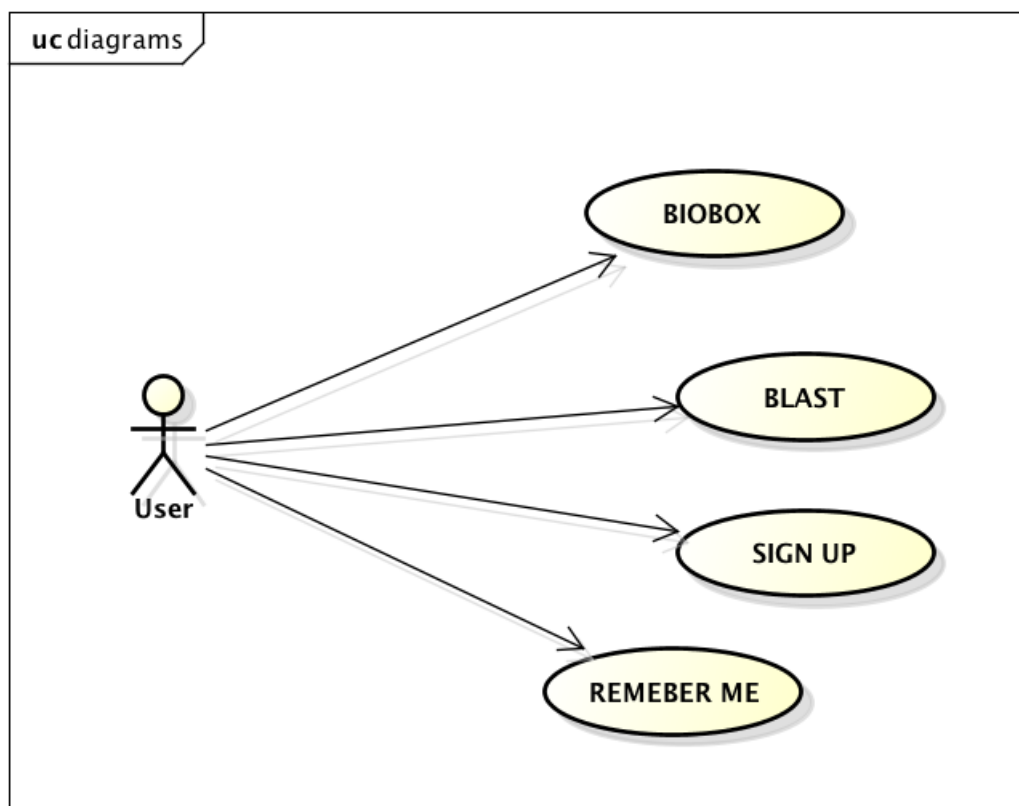 uc diagrams
BIOBOX
BLAST
User
SIGN UP
REMEBER ME